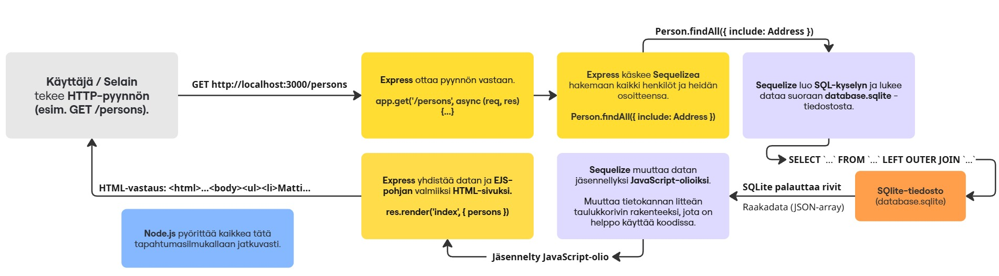 Person.findAll({ include: Address })
Käyttäjä / Selain
tekee HTTP-pyynnön
(esim. GET /persons).
GET http://localhost:3000/persons
Express ottaa pyynnön vastaan.
app.get('/persons', async (req, res)
{...}
Express käskee Sequelizea
hakemaan kaikki henkilöt ja heidän
osoitteensa.
Person.findAll({ include: Address })
Sequelize luo SQL-kyselyn ja lukee
dataa suoraan database.sqlite -
tiedostosta.
SELECT `...` FROM `...` LEFT OUTER JOIN `...`
SQlite-tiedosto
(database.sqlite)
SQLite palauttaa rivit
Raakadata (JSON-array)
Sequelize muuttaa datan
jäsennellyksi JavaScript-olioiksi.
Muuttaa tietokannan litteän
taulukkorivin rakenteeksi, jota on
helppo käyttää koodissa.
Jäsennelty JavaScript-olio
Express yhdistää datan ja EJS-
pohjan valmiiksi HTML-sivuksi.
res.render('index', { persons })
HTML-vastaus: <html>...<body><ul><li>Matti...
Node.js pyörittää kaikkea tätä
tapahtumasilmukallaan jatkuvasti.